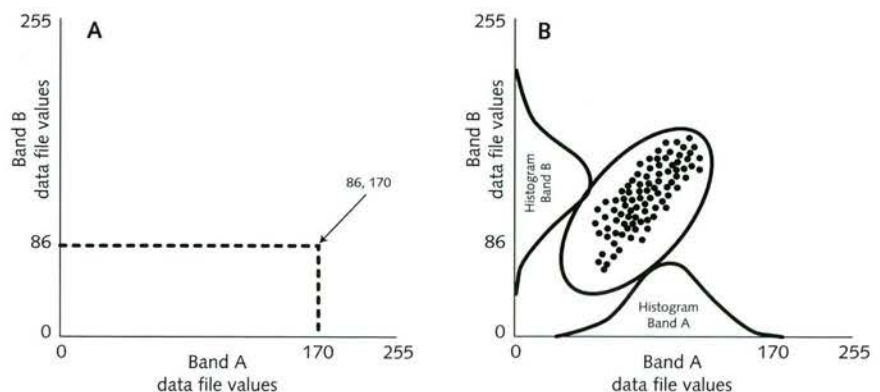 A
255
Band B
data file values
86
0
86, 170
0
170
255
Band A
data file values
B
255
Band B
data file values
86
0
Histogram
Band B
Histogram
Band A
0
170
255
Band A
data file values